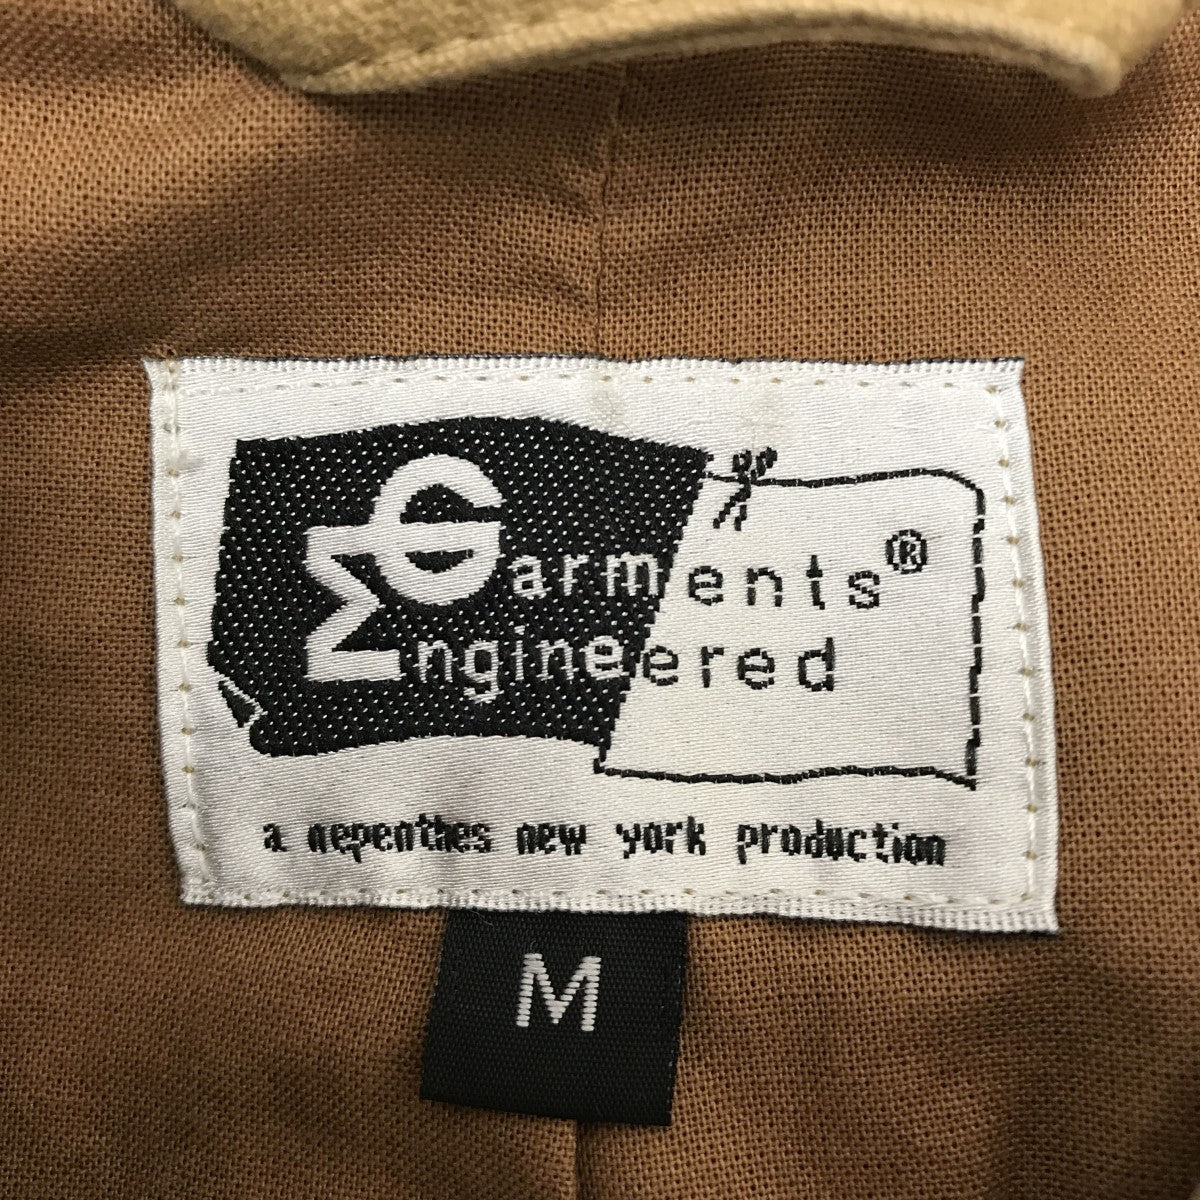 Garments®
Engineered
a nepenthes new york production
M